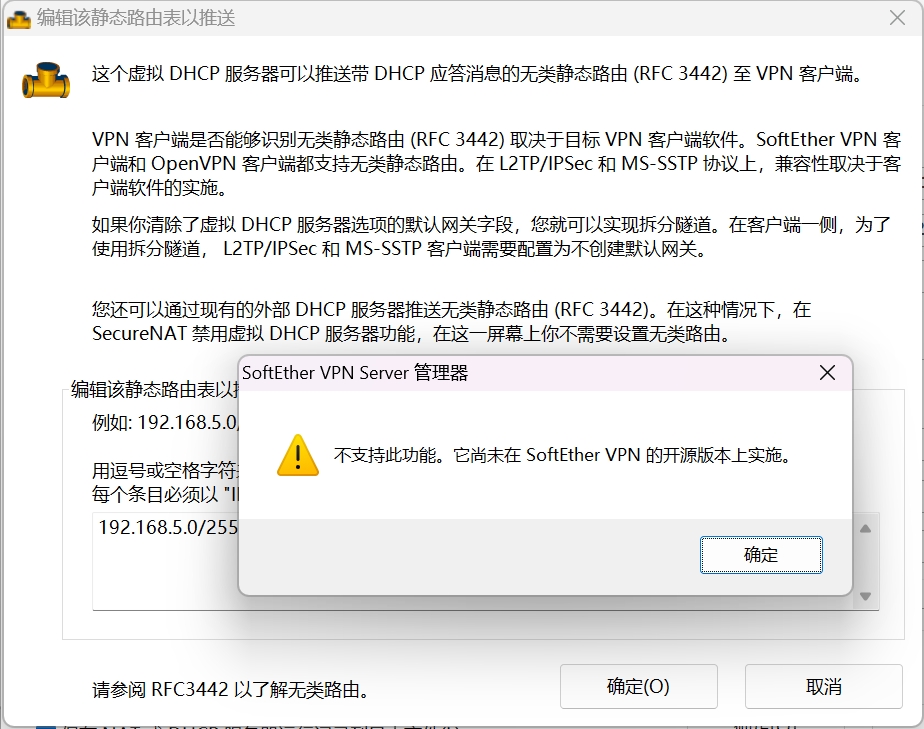 编辑该静态路由表以推送
这个虚拟 DHCP 服务器可以推送带 DHCP 应答消息的无类静态路由 (RFC 3442) 至 VPN 客户端。
VPN 客户端是否能够识别无类静态路由 (RFC 3442) 取决于目标 VPN 客户端软件。SoftEther VPN 客
户端和 OpenVPN 客户端都支持无类静态路由。在 L2TP/IPSec 和 MS-SSTP 协议上，兼容性取决于客
户端软件的实施。
如果你清除了虚拟 DHCP 服务器选项的默认网关字段，您就可以实现拆分隧道。在客户端一侧，为了
使用拆分隧道， L2TP/IPSec 和 MS-SSTP 客户端需要配置为不创建默认网关。
您还可以通过现有的外部 DHCP 服务器推送无类静态路由 (RFC 3442)。在这种情况下，在
SecureNAT 禁用虚拟 DHCP 服务器功能，在这一屏幕上你不需要设置无类路由。
编辑该静态路由表以
例如: 192.168.5.0/
用逗号或空格字符
每个条目必须以 "I
192.168.5.0/255
SoftEther VPN Server 管理器
不支持此功能。它尚未在 SoftEther VPN 的开源版本上实施。
确定
请参阅 RFC3442 以了解无类路由。
确定(O)
取消